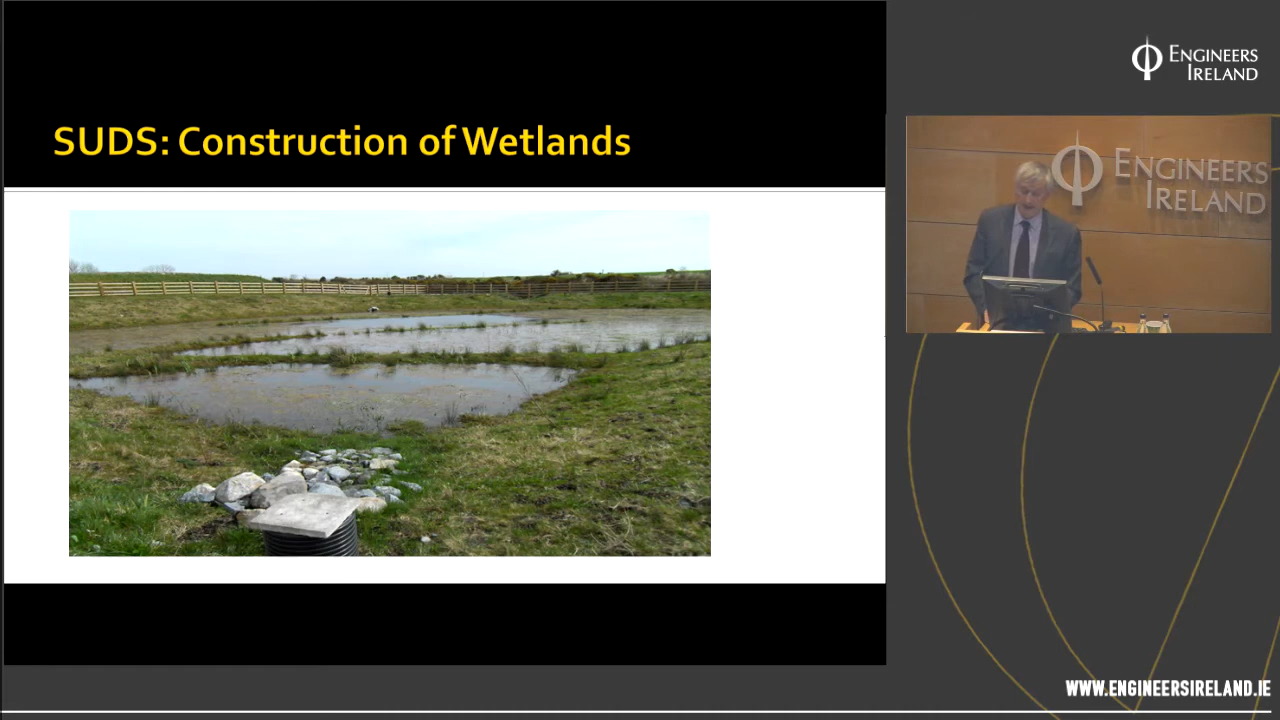 SUDS: Construction of Wetlands
ENGINEERS
IRELAND
ENGINEERS
IRELAND
WWW.ENGINEERSIRELAND.IE